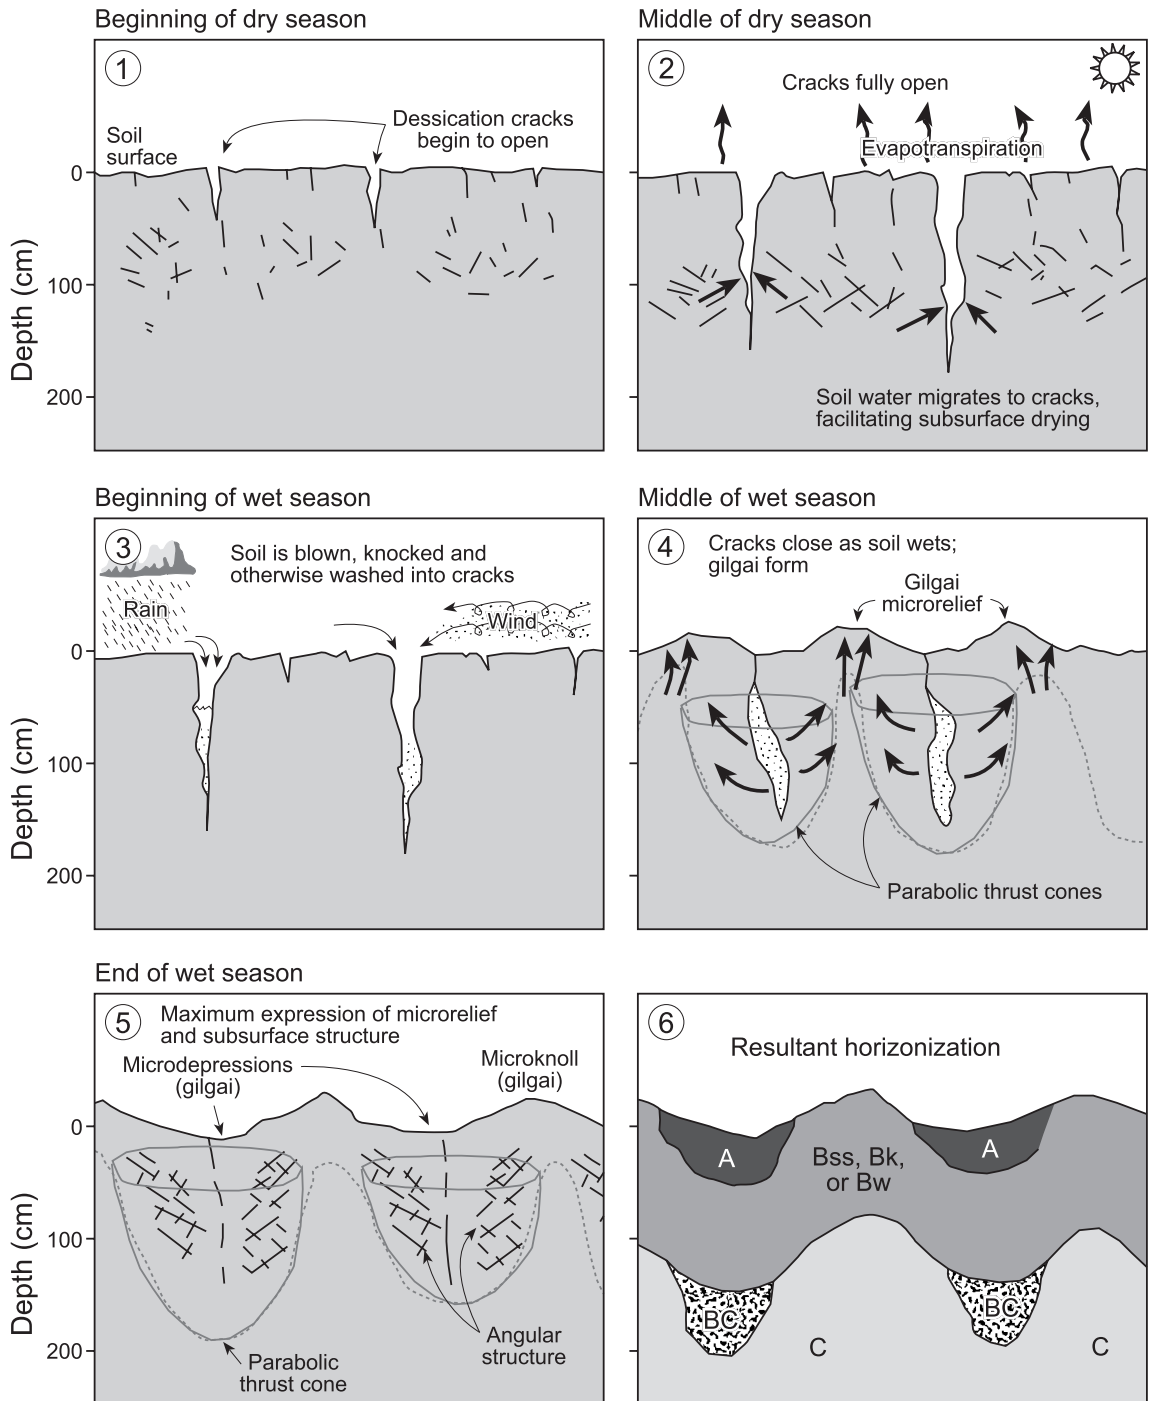 Beginning of dry season
1
Dessication cracks
begin to open
Soil
surface
0
100
200
Depth (cm)
Middle of dry season
2
Cracks fully open
Evapotranspiration
Soil water migrates to cracks,
facilitating subsurface drying
Beginning of wet season
3
Soil is blown, knocked and
otherwise washed into cracks
Rain
Wind
0
100
200
Depth (cm)
Middle of wet season
4
Cracks close as soil wets;
gilgai form
Gilgai
microrelief
Parabolic thrust cones
End of wet season
5
Maximum expression of microrelief
and subsurface structure
Microdepressions
(gilgai)
Microknoll
(gilgai)
0
100
200
Depth (cm)
Angular
structure
Parabolic
thrust cone
6
Resultant horizonization
A
A
Bss, Bk,
or Bw
BC
BC
C
C